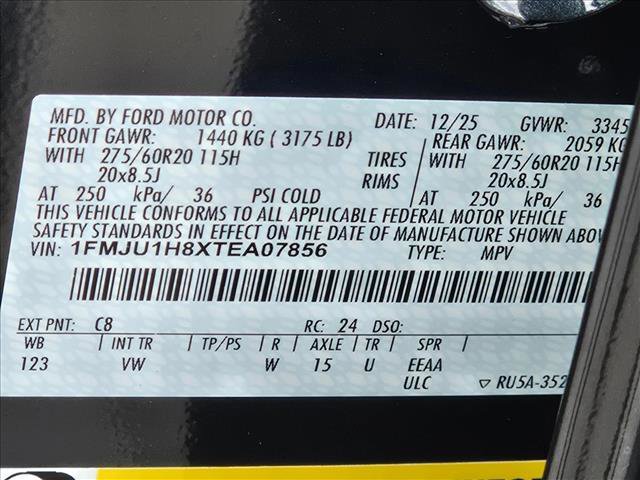 MFD. BY FORD MOTOR CO. DATE: 12/25 GVWR: 3345
FRONT GAWR: 1440 KG ( 3175 LB) REAR GAWR: 2059 KG
WITH 275/60R20 115H TIRES WITH 275/60R20 115H
20x8.5J RIMS 20x8.5J
AT 250 kPa/ 36 PSI COLD AT 250 kPa/ 36
THIS VEHICLE CONFORMS TO ALL APPLICABLE FEDERAL MOTOR VEHICLE
SAFETY STANDARDS IN EFFECT ON THE DATE OF MANUFACTURE SHOWN ABOV
VIN: 1FMJU1H8XTEA07856 TYPE: MPV
EXT PNT: C8 RC: 24 DSO:
WB INT TR TP/PS R AXLE TR SPR
123 VW W 15 U EEAA
ULC ▽ RU5A-352